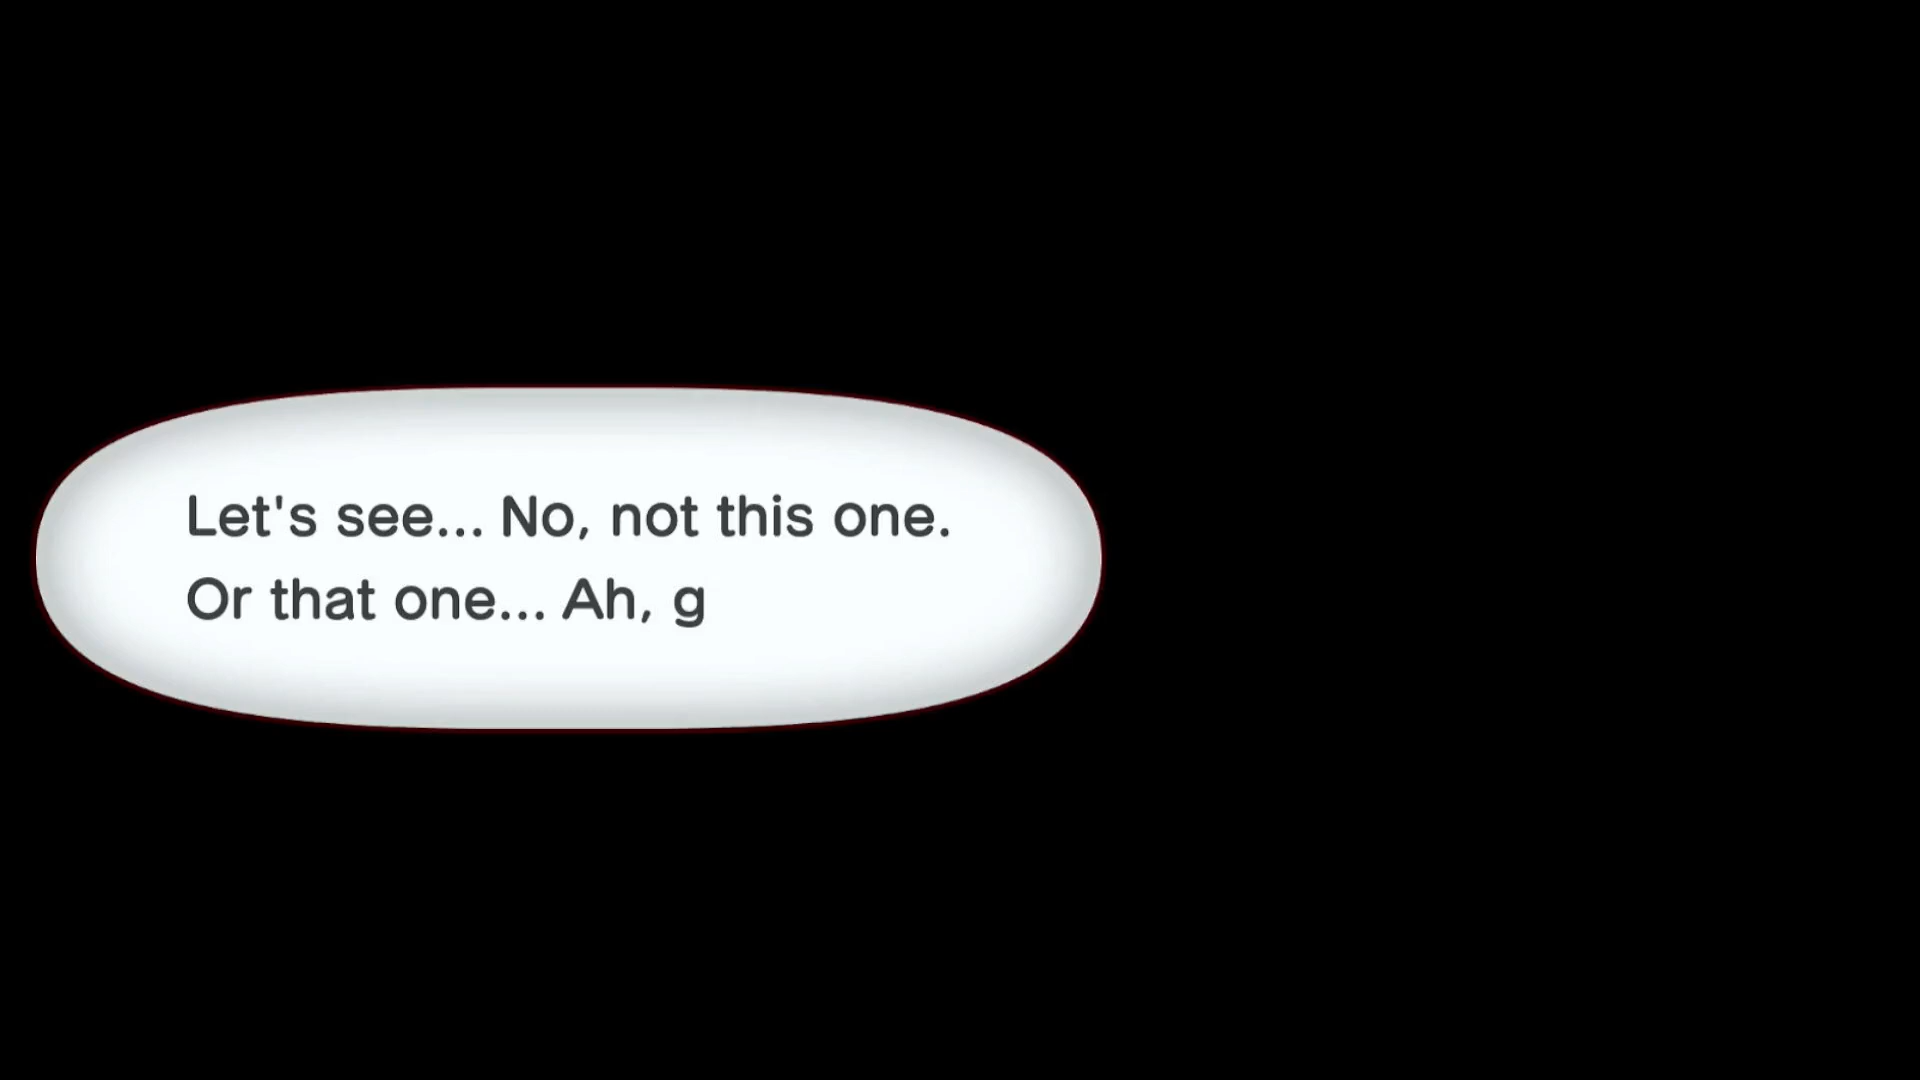 Let's see... No, not this one.
Or that one... Ah, g